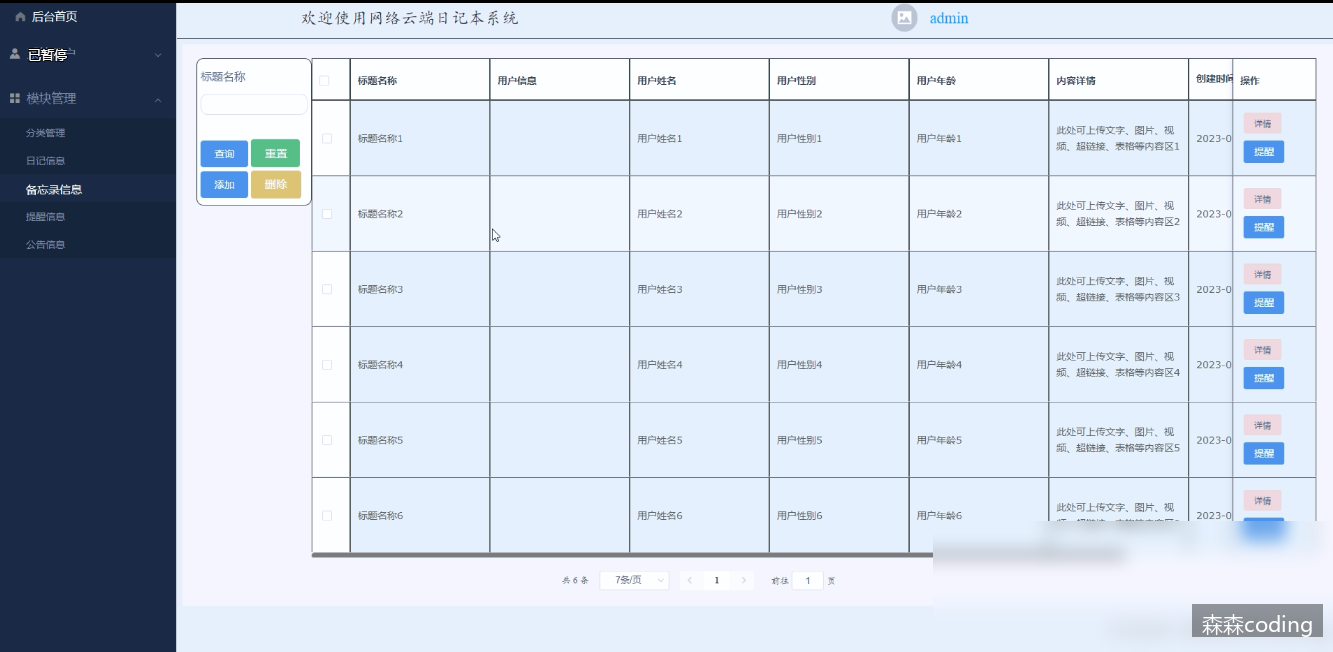 后台首页
欢迎使用网络云端日记本系统
admin
已暂停
模块管理
分类管理
日记信息
备忘录信息
提醒信息
公告信息
标题名称
查询
重置
添加
删除
标题名称 用户信息 用户姓名 用户性别 用户年龄 内容详情 创建时间 操作
标题名称1 用户姓名1 用户性别1 用户年龄1 此处可上传文字、图片、视 2023-0 详情
频、超链接、表格等内容区1 提醒
标题名称2 用户姓名2 用户性别2 用户年龄2 此处可上传文字、图片、视 2023-0 详情
频、超链接、表格等内容区2 提醒
标题名称3 用户姓名3 用户性别3 用户年龄3 此处可上传文字、图片、视 2023-0 详情
频、超链接、表格等内容区3 提醒
标题名称4 用户姓名4 用户性别4 用户年龄4 此处可上传文字、图片、视 2023-0 详情
频、超链接、表格等内容区4 提醒
标题名称5 用户姓名5 用户性别5 用户年龄5 此处可上传文字、图片、视 2023-0 详情
频、超链接、表格等内容区5 提醒
标题名称6 用户姓名6 用户性别6 用户年龄6 此处可上传文字、图片、视 2023-0 详情
共 6 条 7条/页 1 前往 1 页
森森coding